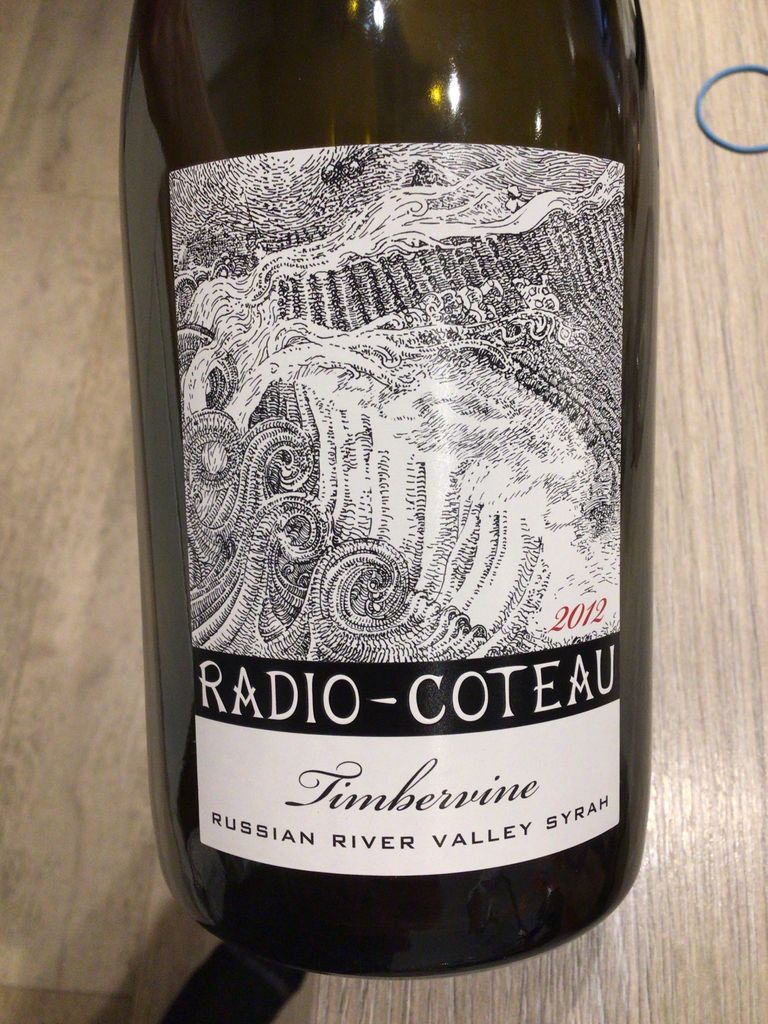 2012
RADIO-COTEAU
Timbervine
RUSSIAN RIVER VALLEY SYRAH